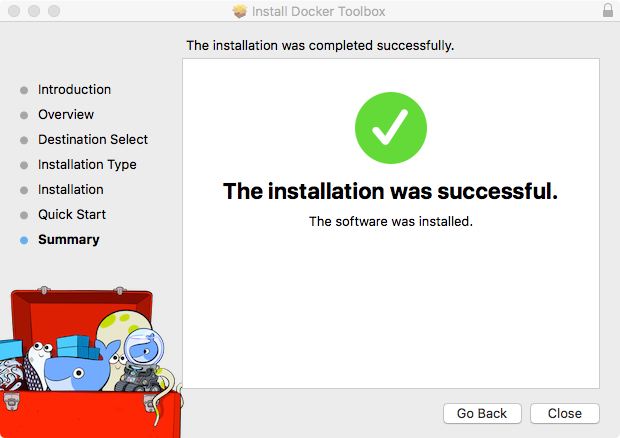 Install Docker Toolbox
The installation was completed successfully.
Introduction
Overview
Destination Select
Installation Type
Installation
Quick Start
Summary
The installation was successful.
The software was installed.
Go Back
Close